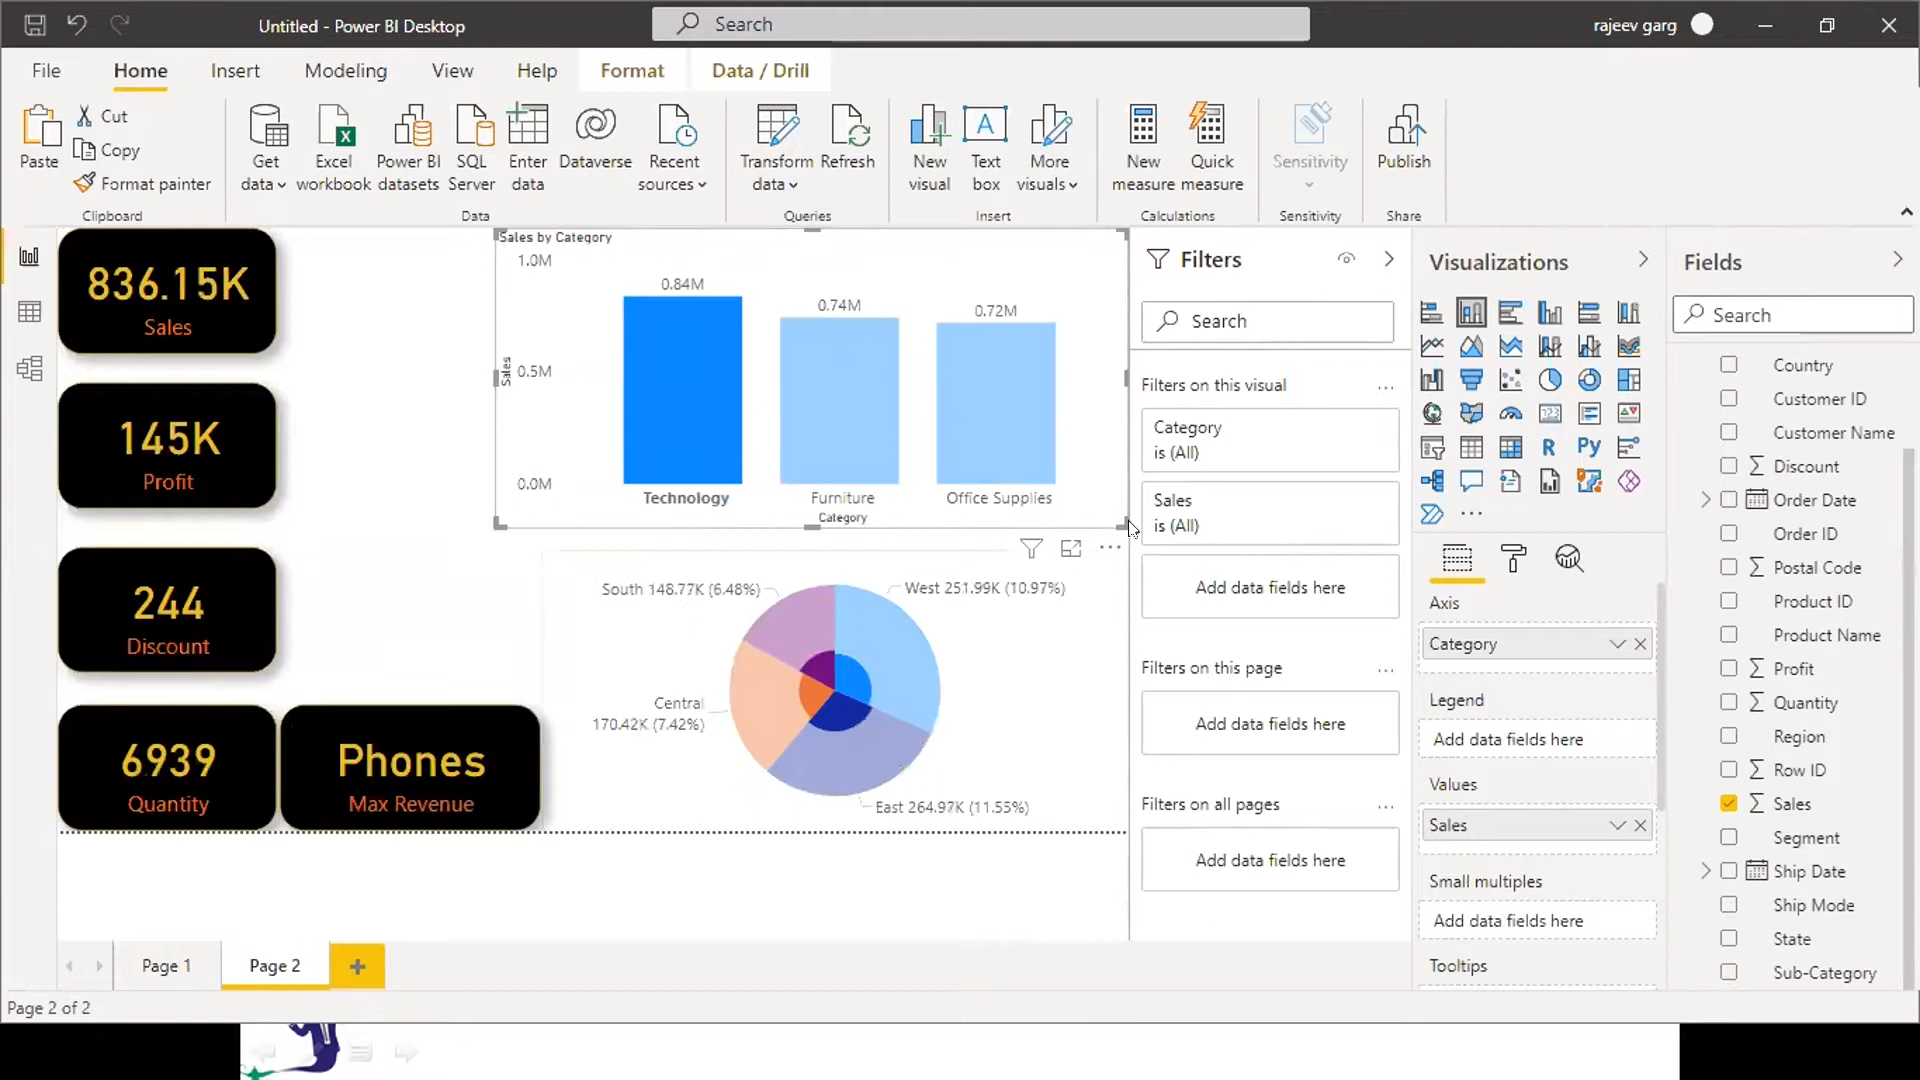 Untitled - Power BI Desktop
Search
rajeev garg
File
Home
Insert
Modeling
View
Help
Format
Data / Drill
Paste
Cut
Copy
Format painter
Get
data
Excel
workbook
Power BI
datasets
SQL
Server
Enter
data
Dataverse
Recent
sources
Transform
data
Refresh
New
visual
Text
box
More
visuals
New
measure
Quick
measure
Sensitivity
Publish
Clipboard
Data
Queries
Insert
Calculations
Sensitivity
Share
836.15K
Sales
145K
Profit
244
Discount
6939
Quantity
Phones
Max Revenue
Sales by Category
1.0M
0.5M
0.0M
Sales
0.84M
0.74M
0.72M
Technology
Furniture
Office Supplies
Category
South 148.77K (6.48%)
West 251.99K (10.97%)
Central
170.42K (7.42%)
East 264.97K (11.55%)
Filters
Search
Filters on this visual
Category
is (All)
Sales
is (All)
Add data fields here
Filters on this page
Add data fields here
Filters on all pages
Add data fields here
Visualizations
123
R
Py
Axis
Category
Legend
Add data fields here
Values
Sales
Small multiples
Add data fields here
Tooltips
Fields
Search
Country
Customer ID
Customer Name
Discount
Order Date
Order ID
Postal Code
Product ID
Product Name
Profit
Quantity
Region
Row ID
Sales
Segment
Ship Date
Ship Mode
State
Sub-Category
Page 1
Page 2
Page 2 of 2